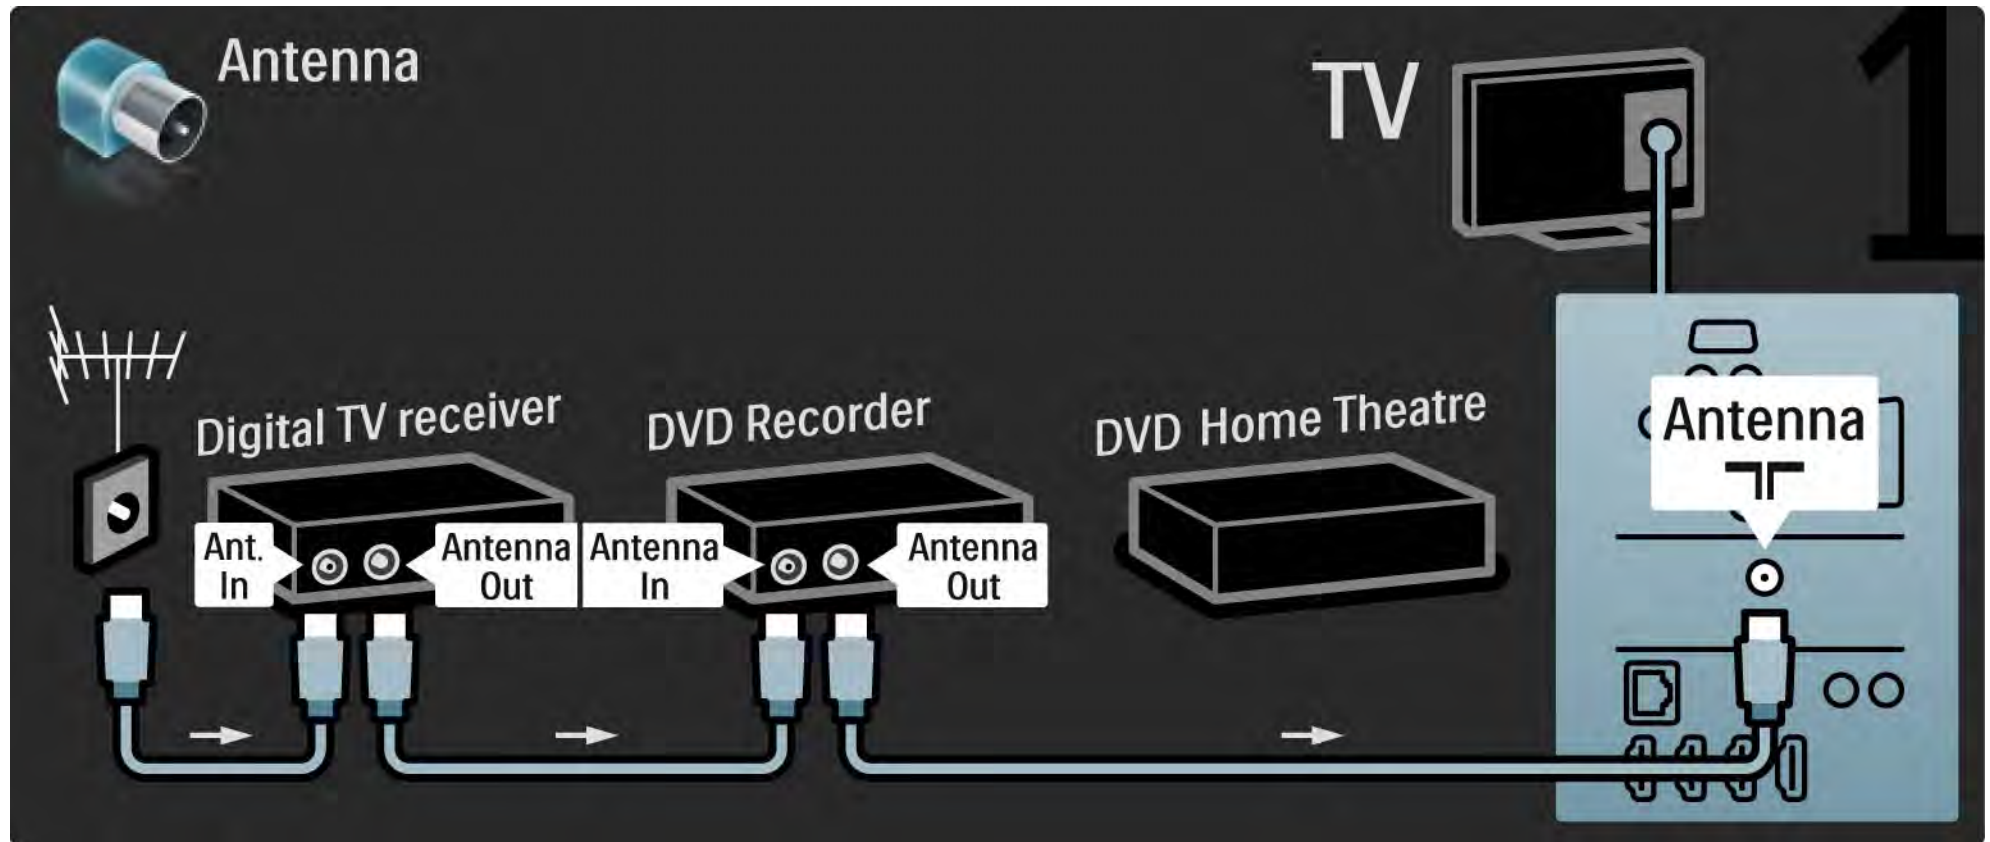 Antenna
TV
1
Digital TV receiver
DVD Recorder
DVD Home Theatre
Antenna
Ant.
In
Antenna
Out
Antenna
In
Antenna
Out